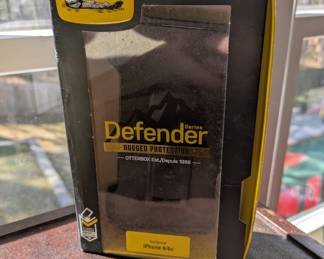 Defender
Series
RUGGED PROTECTION
OTTERBOX Est./Depuis 1998
iPhone 6/6s